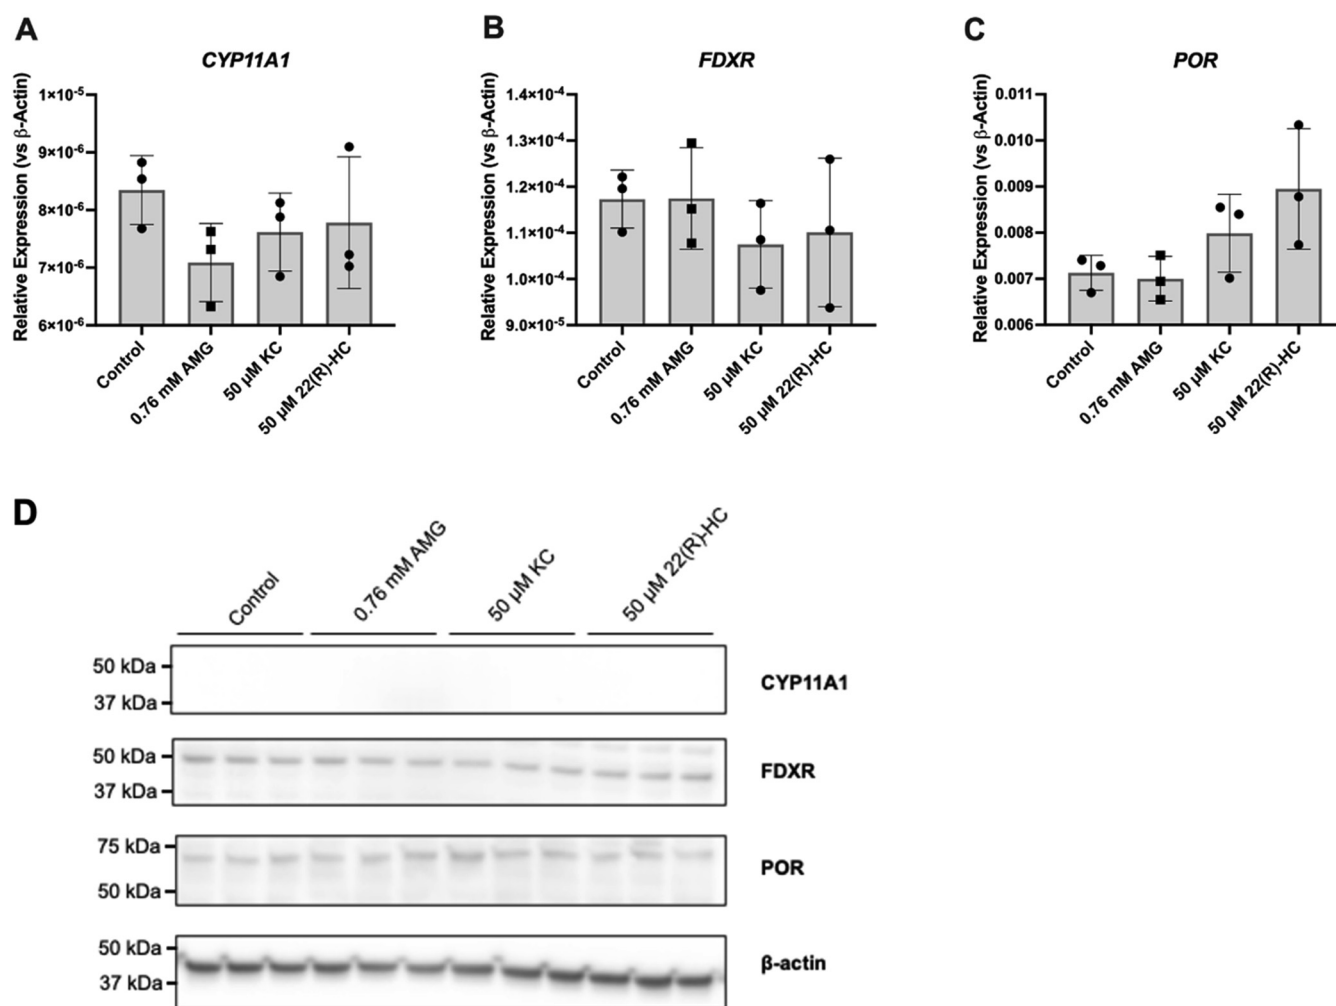 A
CYP11A1
Relative Expression (vs β-Actin)
1×10-5
9×10-6
8×10-6
7×10-6
6×10-6
Control
0.76 mM AMG
50 µM KC
50 µM 22(R)-HC
B
FDXR
Relative Expression (vs β-Actin)
1.4×10-4
1.3×10-4
1.2×10-4
1.1×10-4
1.0×10-4
9.0×10-5
Control
0.76 mM AMG
50 µM KC
50 µM 22(R)-HC
C
POR
Relative Expression (vs β-Actin)
0.011
0.010
0.009
0.008
0.007
0.006
Control
0.76 mM AMG
50 µM KC
50 µM 22(R)-HC
D
Control
0.76 mM AMG
50 µM KC
50 µM 22(R)-HC
50 kDa
37 kDa
CYP11A1
50 kDa
37 kDa
FDXR
75 kDa
50 kDa
POR
50 kDa
37 kDa
β-actin